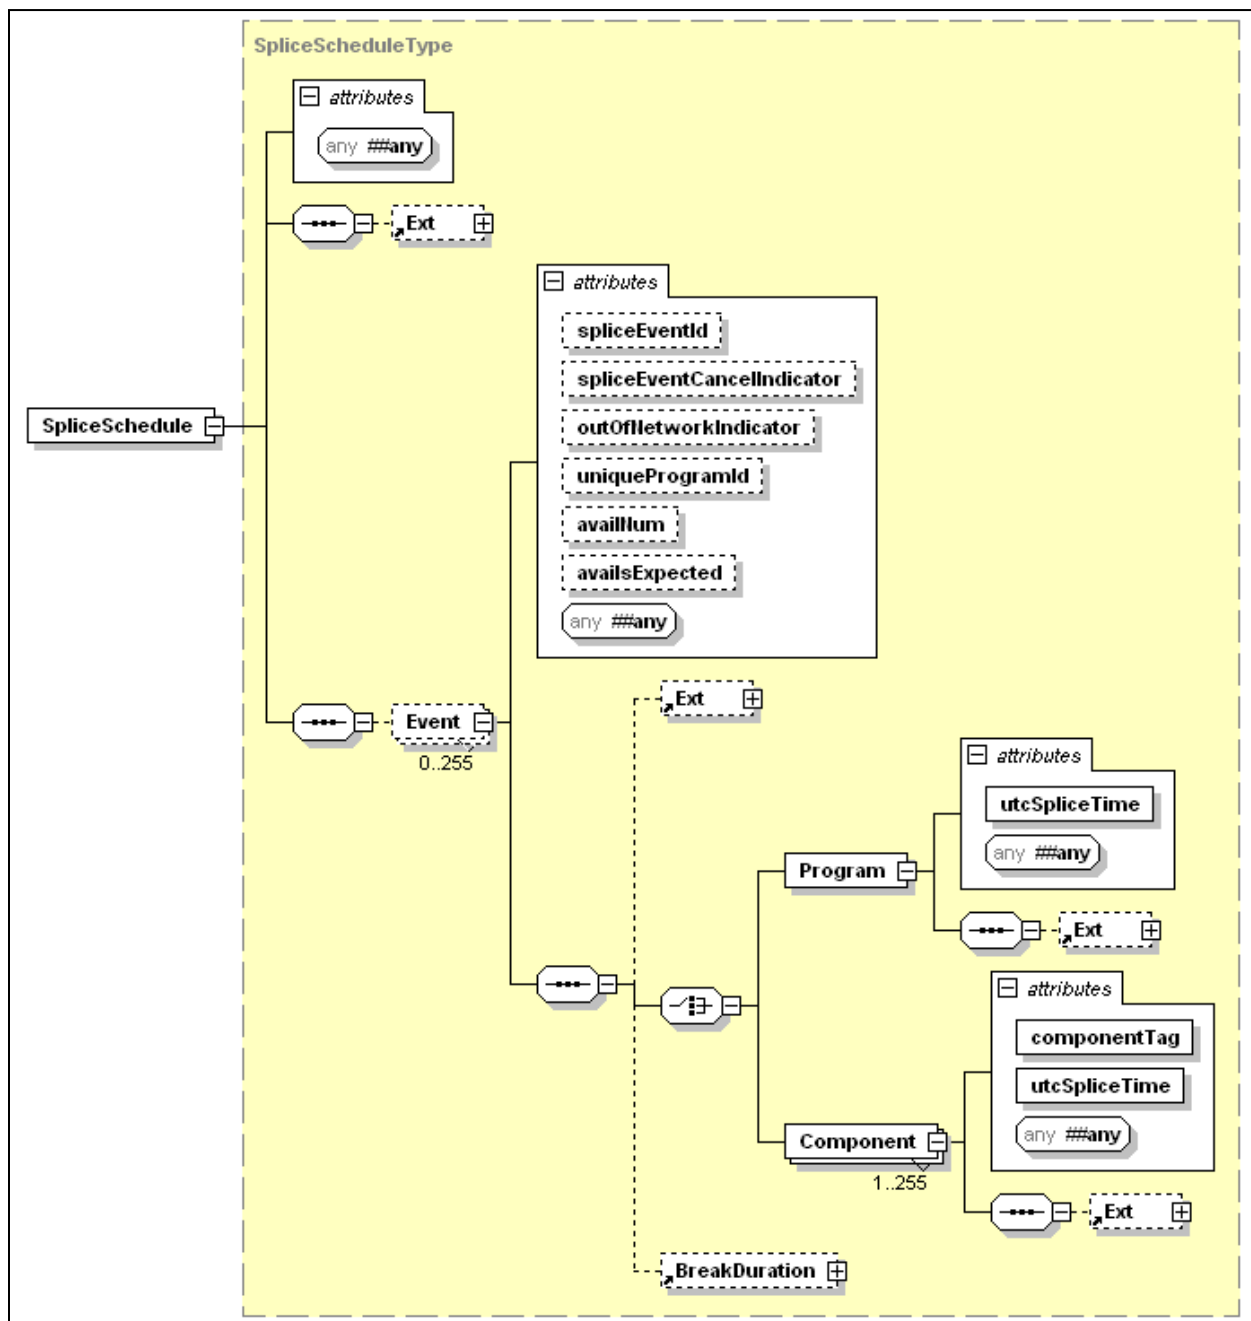 SpliceScheduleType
attributes
any ##any
Ext
attributes
spliceEventId
spliceEventCancelIndicator
outOfNetworkIndicator
uniqueProgramId
availNum
availsExpected
any ##any
SpliceSchedule
Ext
Event
0..255
attributes
utcSpliceTime
any ##any
Program
Ext
attributes
componentTag
utcSpliceTime
any ##any
Component
1..255
Ext
BreakDuration